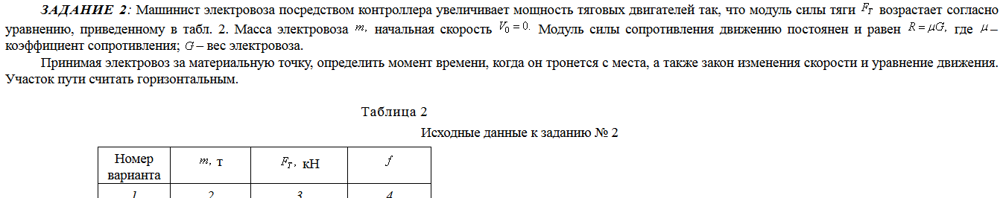 ЗАДАНИЕ 2: Машинист электровоза посредством контроллера увеличивает мощность тяговых двигателей так, что модуль силы тяги F_T возрастает согласно
уравнению, приведенному в табл. 2. Масса электровоза m, начальная скорость V_0 = 0. Модуль силы сопротивления движению постоянен и равен R = μG, где μ –
коэффициент сопротивления; G – вес электровоза.
Принимая электровоз за материальную точку, определить момент времени, когда он тронется с места, а также закон изменения скорости и уравнение движения.
Участок пути считать горизонтальным.
Таблица 2
Исходные данные к заданию № 2
Номер варианта m, т F_T, кН f
1 2 3 4